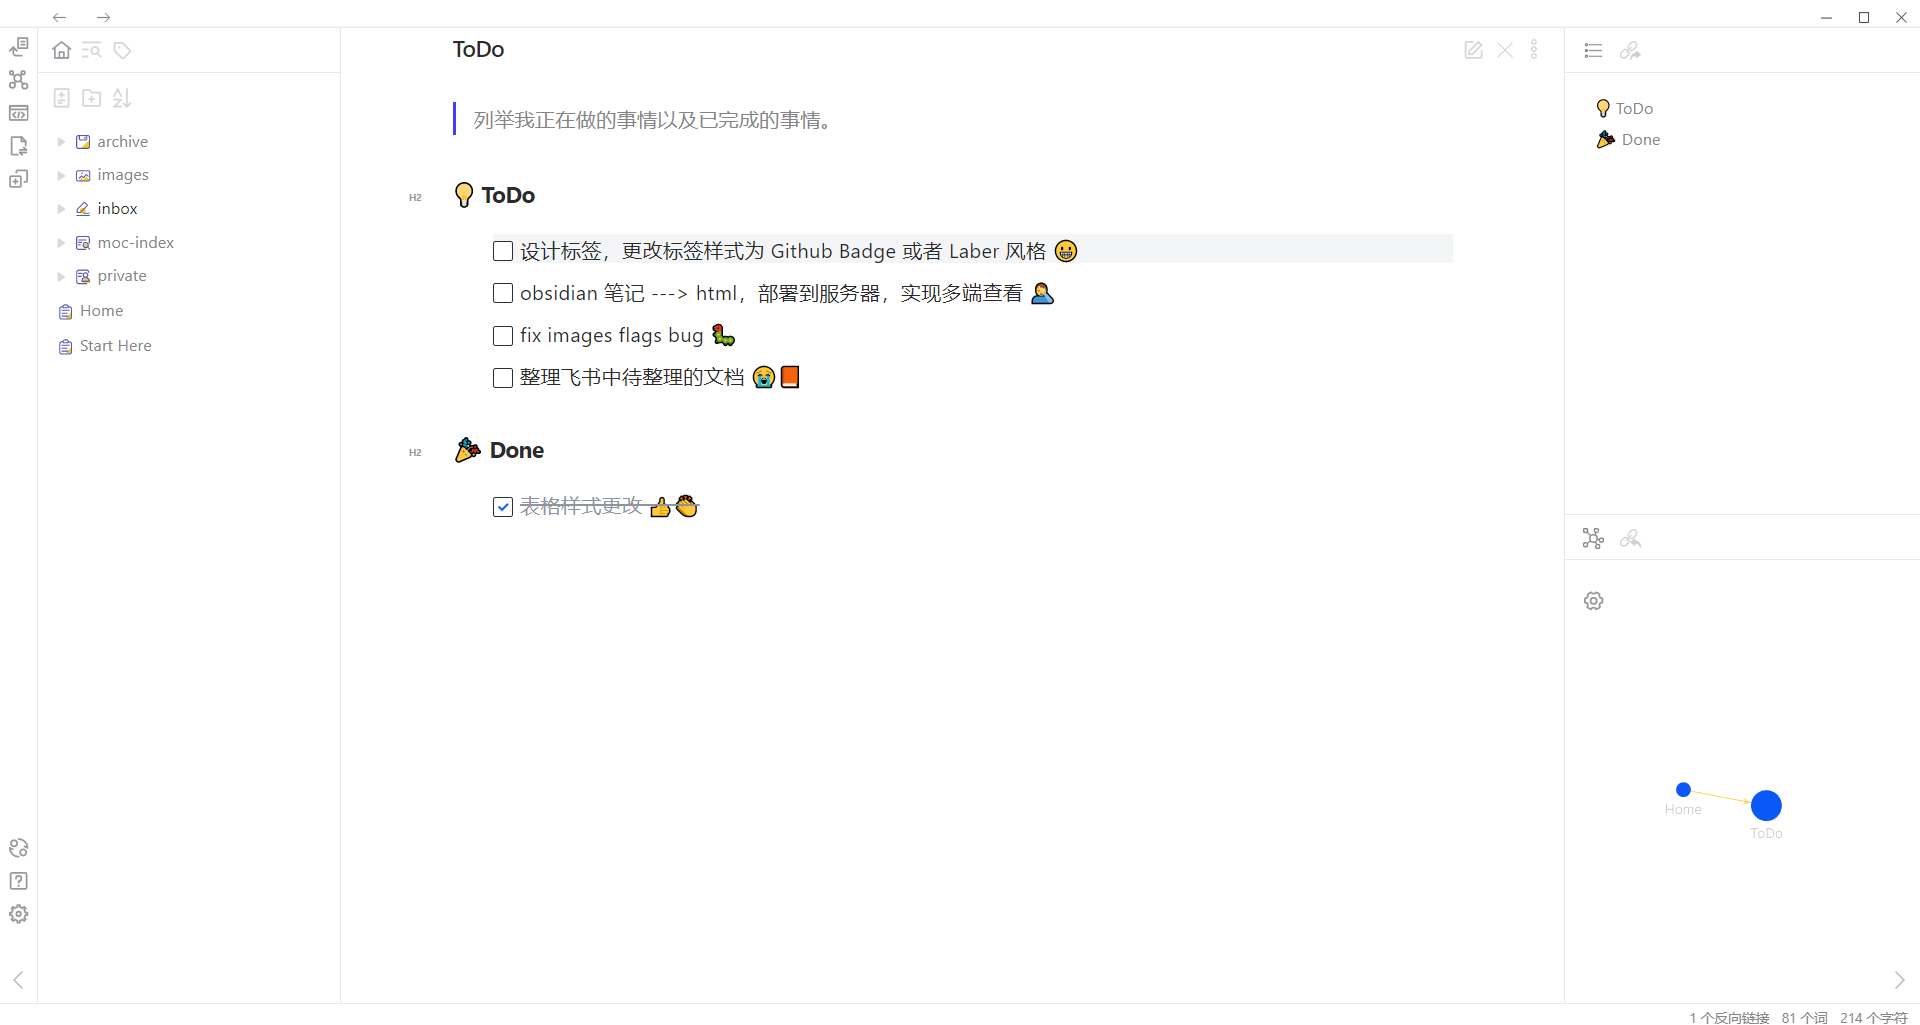 archive
images
inbox
moc-index
private
Home
Start Here
ToDo
列举我正在做的事情以及已完成的事情。
H2
💡 ToDo
设计标签，更改标签样式为 Github Badge 或者 Laber 风格 😀
obsidian 笔记 ---> html，部署到服务器，实现多端查看 🤦‍♂️
fix images flags bug 🐛
整理飞书中待整理的文档 😭📕
H2
🎉 Done
表格样式更改 👍👏
💡 ToDo
🎉 Done
Home
ToDo
1 个反向链接 81 个词 214 个字符